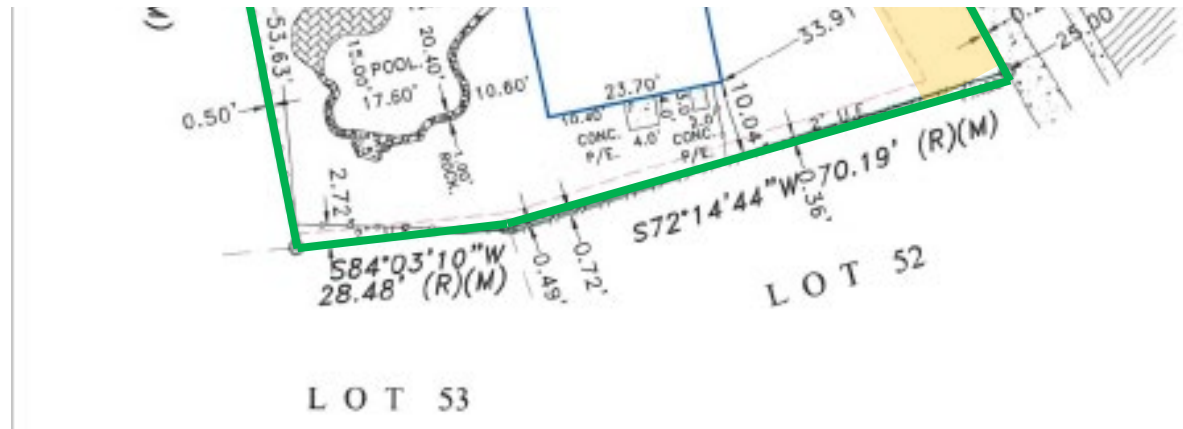 (M)
53.63'
15.00'
20.40'
POOL.
17.60'
10.60'
0.50'
1.00'
ROCK.
33.91
25.00
23.70'
10.40'
CONC.
P/E.
4.0'
CONC.
P/E.
2.0'
10.04
2' U.E.
2.72'
S72°14'44"W 70.19' (R)(M)
0.36'
S84°03'10"W
28.48' (R)(M)
0.49'
0.72'
LOT 52
LOT 53